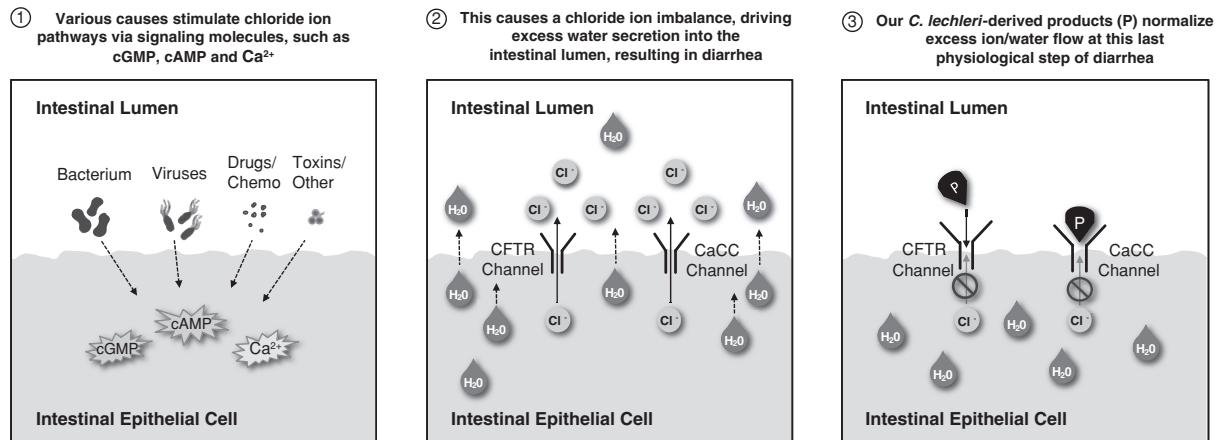 ① Various causes stimulate chloride ion
pathways via signaling molecules, such as
cGMP, cAMP and Ca²⁺
Intestinal Lumen
Bacterium
Viruses
Drugs/
Chemo
Toxins/
Other
cGMP
cAMP
Ca²⁺
Intestinal Epithelial Cell
② This causes a chloride ion imbalance, driving
excess water secretion into the
intestinal lumen, resulting in diarrhea
Intestinal Lumen
H₂0
Cl⁻
Cl⁻
H₂0
Cl⁻
Cl⁻
Cl⁻
Cl⁻
H₂0
CFTR
Channel
CaCC
Channel
H₂0
H₂0
H₂0
H₂0
Cl⁻
Cl⁻
H₂0
H₂0
Intestinal Epithelial Cell
③ Our C. lechleri-derived products (P) normalize
excess ion/water flow at this last
physiological step of diarrhea
Intestinal Lumen
P
P
CFTR
Channel
CaCC
Channel
H₂0
Cl⁻
H₂0
Cl⁻
H₂0
H₂0
H₂0
Intestinal Epithelial Cell